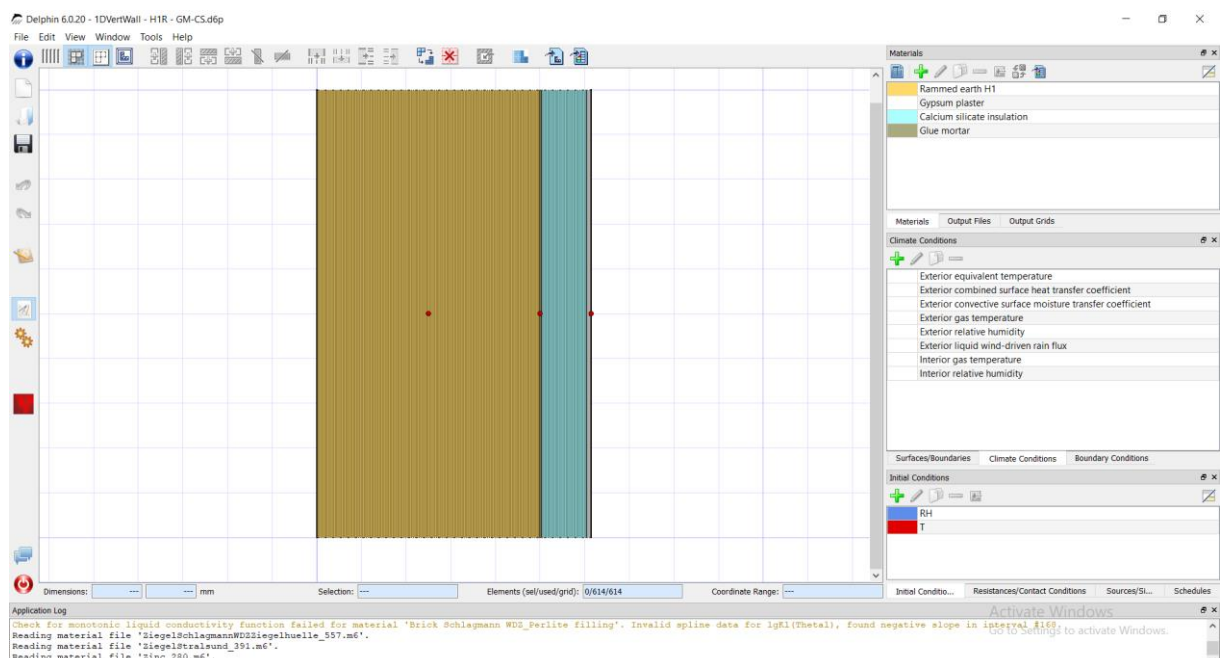 Delphin 6.0.20 - 1DVertWall - H1R - GM-CS.d6p
File Edit View Window Tools Help
Materials
Rammed earth H1
Gypsum plaster
Calcium silicate insulation
Glue mortar
Materials Output Files Output Grids
Climate Conditions
Exterior equivalent temperature
Exterior combined surface heat transfer coefficient
Exterior convective surface moisture transfer coefficient
Exterior gas temperature
Exterior relative humidity
Exterior liquid wind-driven rain flux
Interior gas temperature
Interior relative humidity
Surfaces/Boundaries Climate Conditions Boundary Conditions
Initial Conditions
RH
T
Dimensions: --- --- mm Selection: --- Elements (sel/used/grid): 0/614/614 Coordinate Range: --- Initial Conditio... Resistances/Contact Conditions Sources/Si... Schedules
Application Log
Activate Windows
Check for monotonic liquid conductivity function failed for material 'Brick Schlagmann WDZ_Perlite filling'. Invalid spline data for lgKl(Thetal), found negative slope in interval #168.
Go to Settings to activate Windows.
Reading material file 'ZiegelSchlagmannWDZZiegelhuelle_557.m6'.
Reading material file 'ZiegelStralsund_391.m6'.
Reading material file 'Zinc_280.m6'.